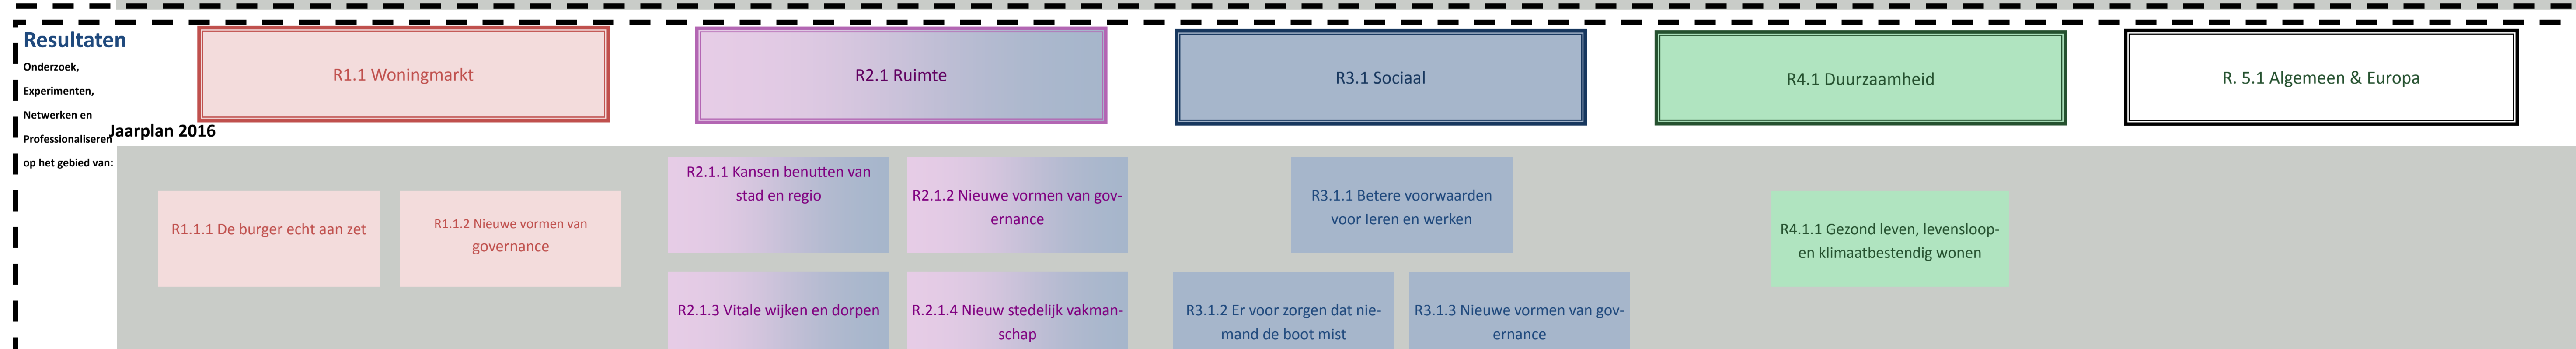 Resultaten
Onderzoek,
Experimenten,
Netwerken en
Professionaliseren
op het gebied van:
Jaarplan 2016
R1.1 Woningmarkt
R2.1 Ruimte
R3.1 Sociaal
R4.1 Duurzaamheid
R. 5.1 Algemeen & Europa
R1.1.1 De burger echt aan zet
R1.1.2 Nieuwe vormen van
governance
R2.1.1 Kansen benutten van
stad en regio
R2.1.2 Nieuwe vormen van gov-
ernance
R2.1.3 Vitale wijken en dorpen
R.2.1.4 Nieuw stedelijk vakman-
schap
R3.1.1 Betere voorwaarden
voor leren en werken
R3.1.2 Er voor zorgen dat nie-
mand de boot mist
R3.1.3 Nieuwe vormen van gov-
ernance
R4.1.1 Gezond leven, levensloop-
en klimaatbestendig wonen